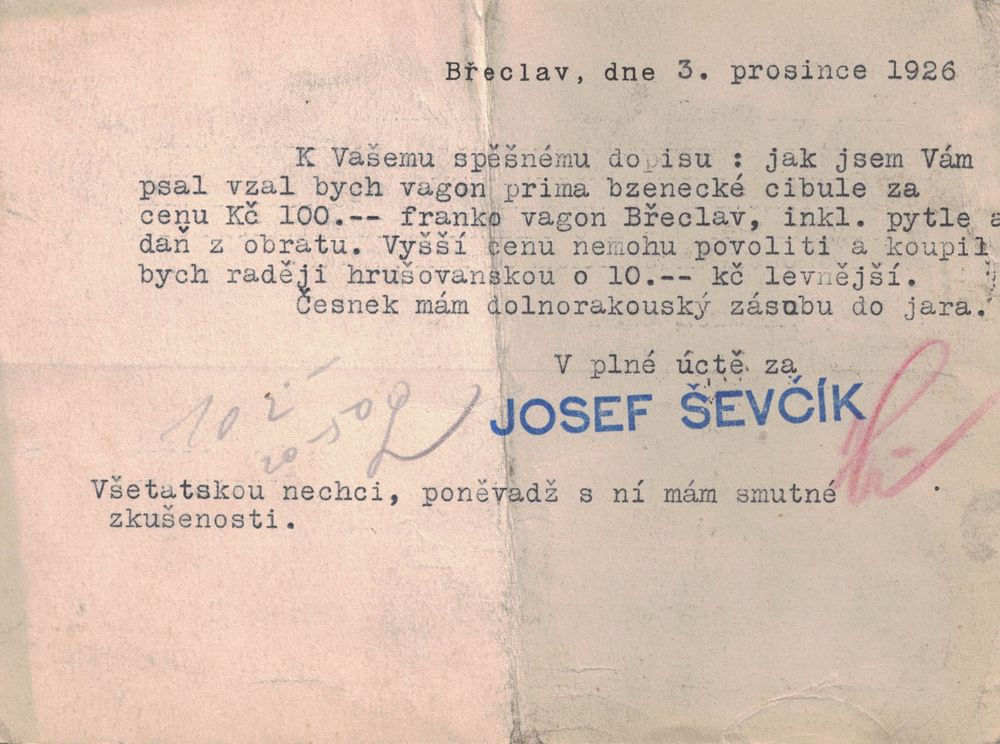 Břeclav, dne 3. prosince 1926
K Vašemu spěšnému dopisu : jak jsem Vám
psal vzal bych vagon prima bzenecké cibule za
cenu Kč 100.-- franko vagon Břeclav, inkl. pytle a
daň z obratu. Vyšší cenu nemohu povoliti a koupil
bych raději hrušovanskou o 10.-- kč levnější.
Česnek mám dolnorakouský zásobu do jara.
V plné úctě za
JOSEF ŠEVČÍK
Všetatskou nechci, poněvadž s ní mám smutné
zkušenosti.